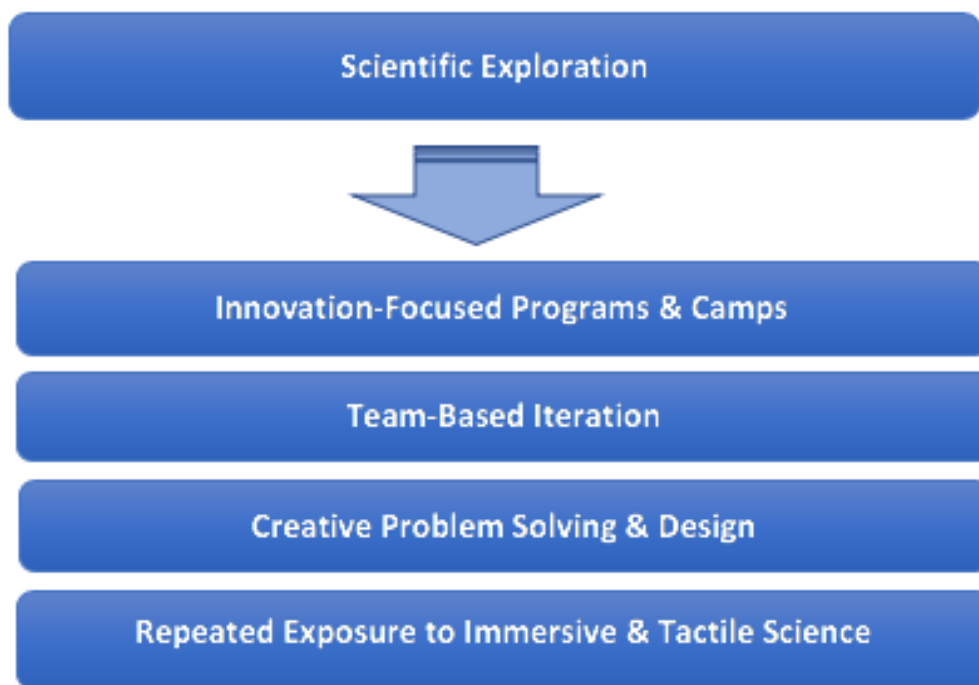 Scientific Exploration
Innovation-Focused Programs & Camps
Team-Based Iteration
Creative Problem Solving & Design
Repeated Exposure to Immersive & Tactile Science